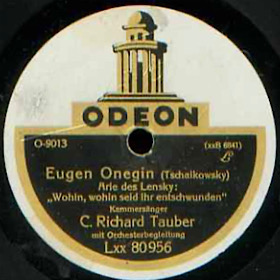 ODEON
O-9013
(xxB 6841)
Eugen Onegin (Tschaikowsky)
Arie des Lensky:
„Wohin, wohin seid ihr entschwunden“
Kammersänger
C. Richard Tauber
mit Orchesterbegleitung
Lxx 80956